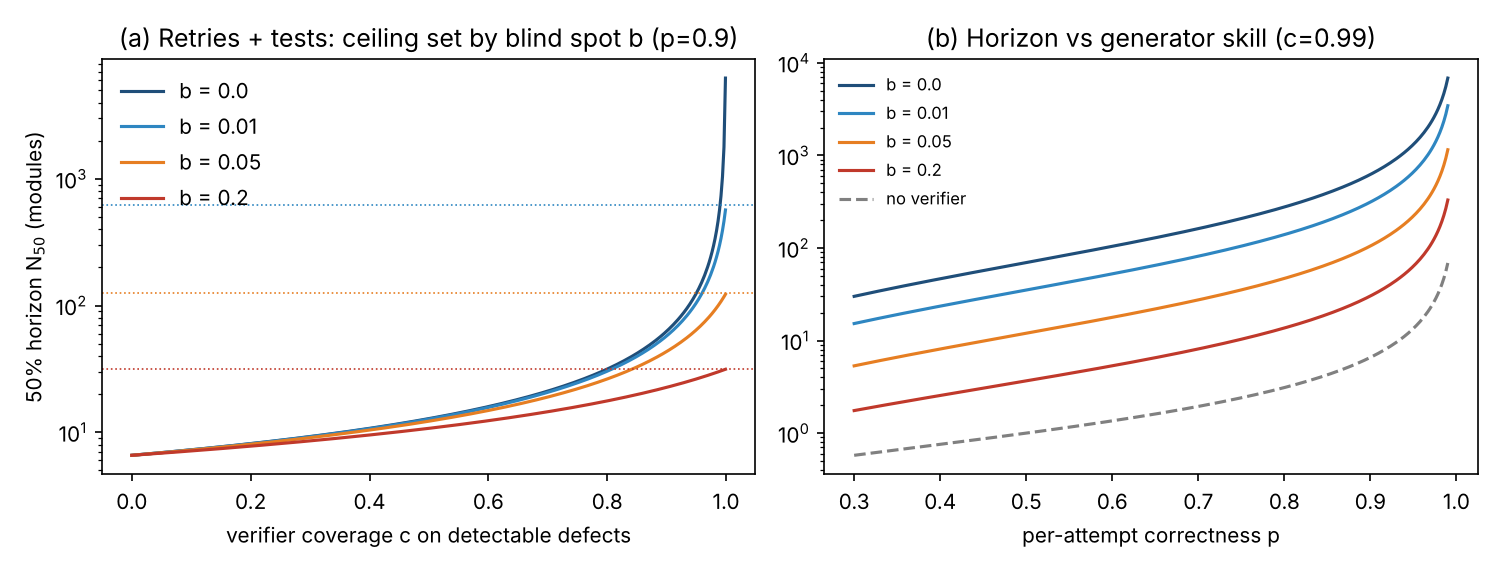 (a) Retries + tests: ceiling set by blind spot b (p=0.9)
b = 0.0
b = 0.01
b = 0.05
b = 0.2
50% horizon N₅₀ (modules)
10³
10²
10¹
0.0 0.2 0.4 0.6 0.8 1.0
verifier coverage c on detectable defects
(b) Horizon vs generator skill (c=0.99)
b = 0.0
b = 0.01
b = 0.05
b = 0.2
no verifier
10⁴
10³
10²
10¹
10⁰
0.3 0.4 0.5 0.6 0.7 0.8 0.9 1.0
per-attempt correctness p